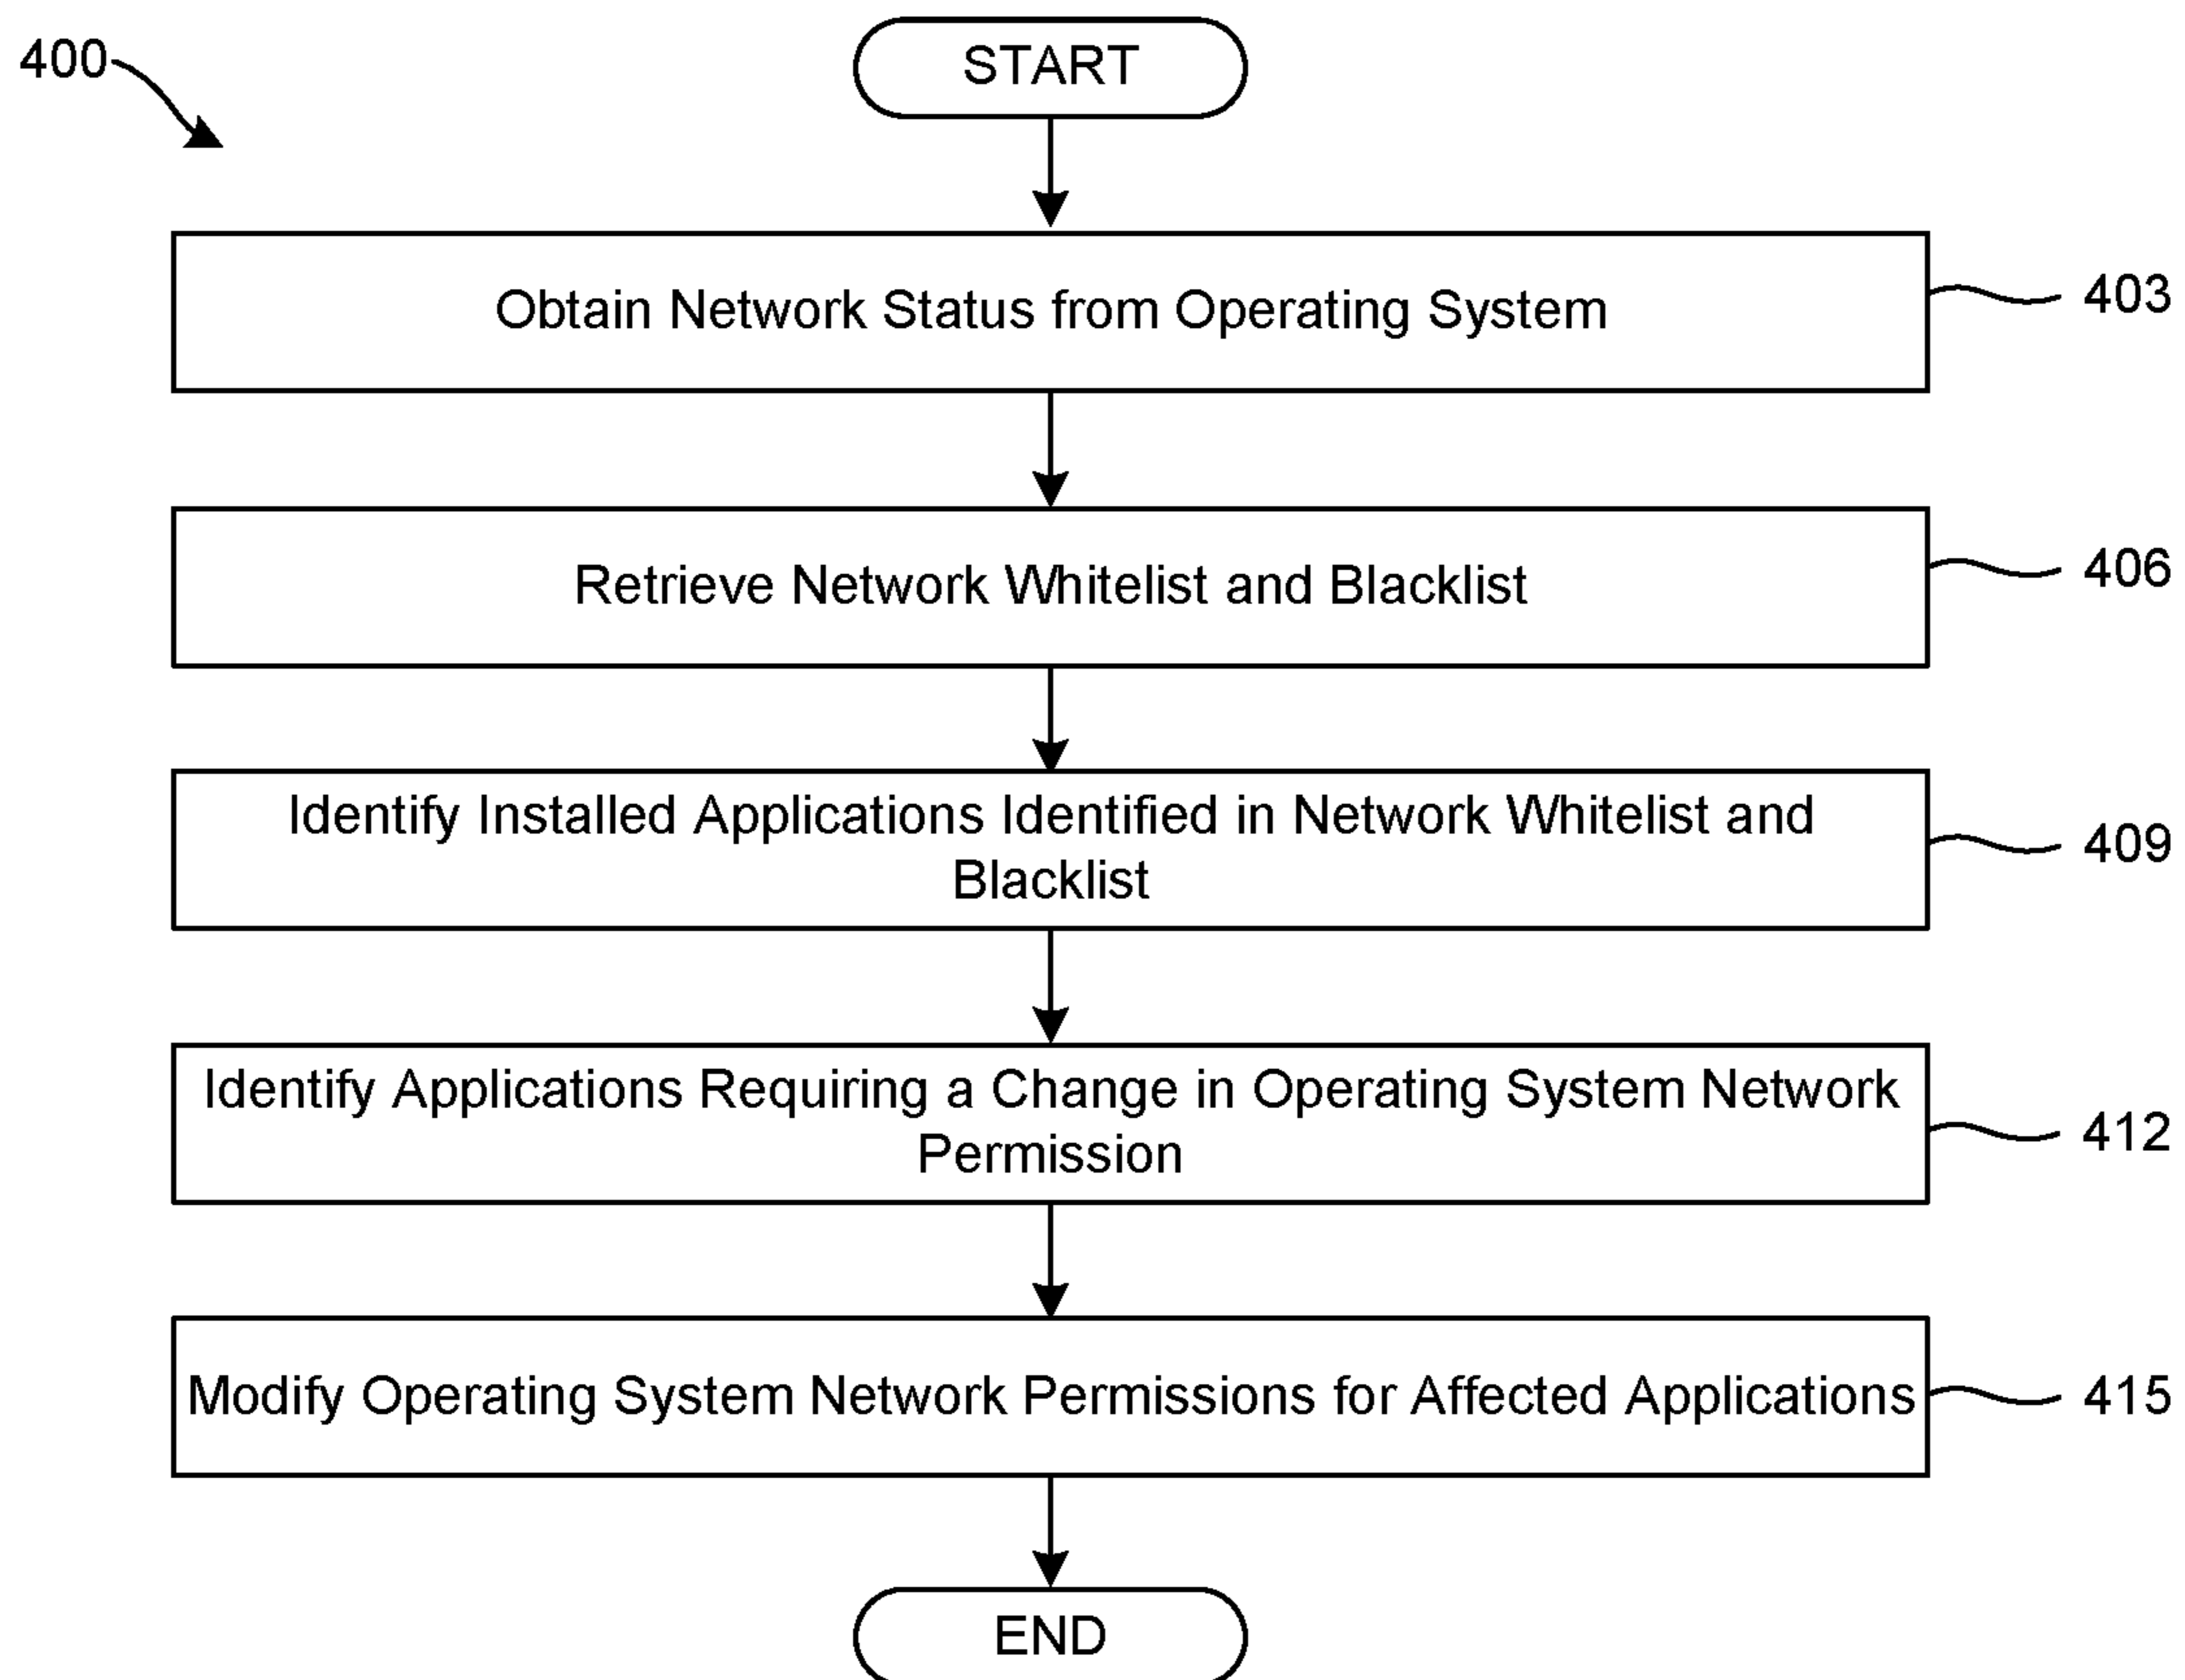 400
START
Obtain Network Status from Operating System
403
Retrieve Network Whitelist and Blacklist
406
Identify Installed Applications Identified in Network Whitelist and
Blacklist
409
Identify Applications Requiring a Change in Operating System Network
Permission
412
Modify Operating System Network Permissions for Affected Applications
415
END